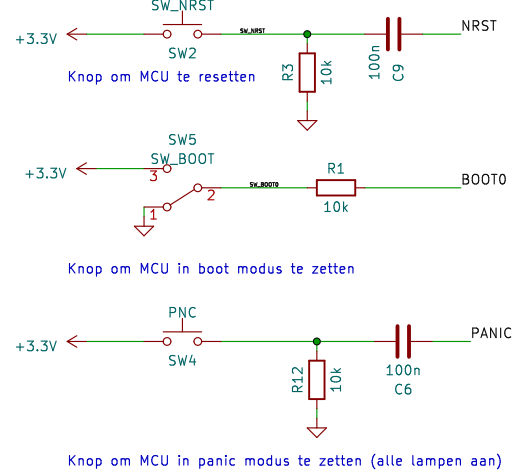 SW_NRST
+3.3V
SW2
SW_NRST
R3
10k
100n
C9
NRST
Knop om MCU te resetten
SW5
SW_BOOT
+3.3V
3
2
1
SW_BOOT0
R1
10k
BOOT0
Knop om MCU in boot modus te zetten
PNC
+3.3V
SW4
R12
10k
100n
C6
PANIC
Knop om MCU in panic modus te zetten (alle lampen aan)